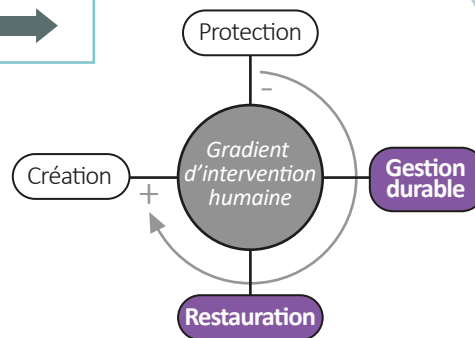 Protection
-
Gradient
d'intervention
humaine
Gestion
durable
Création
+
Restauration